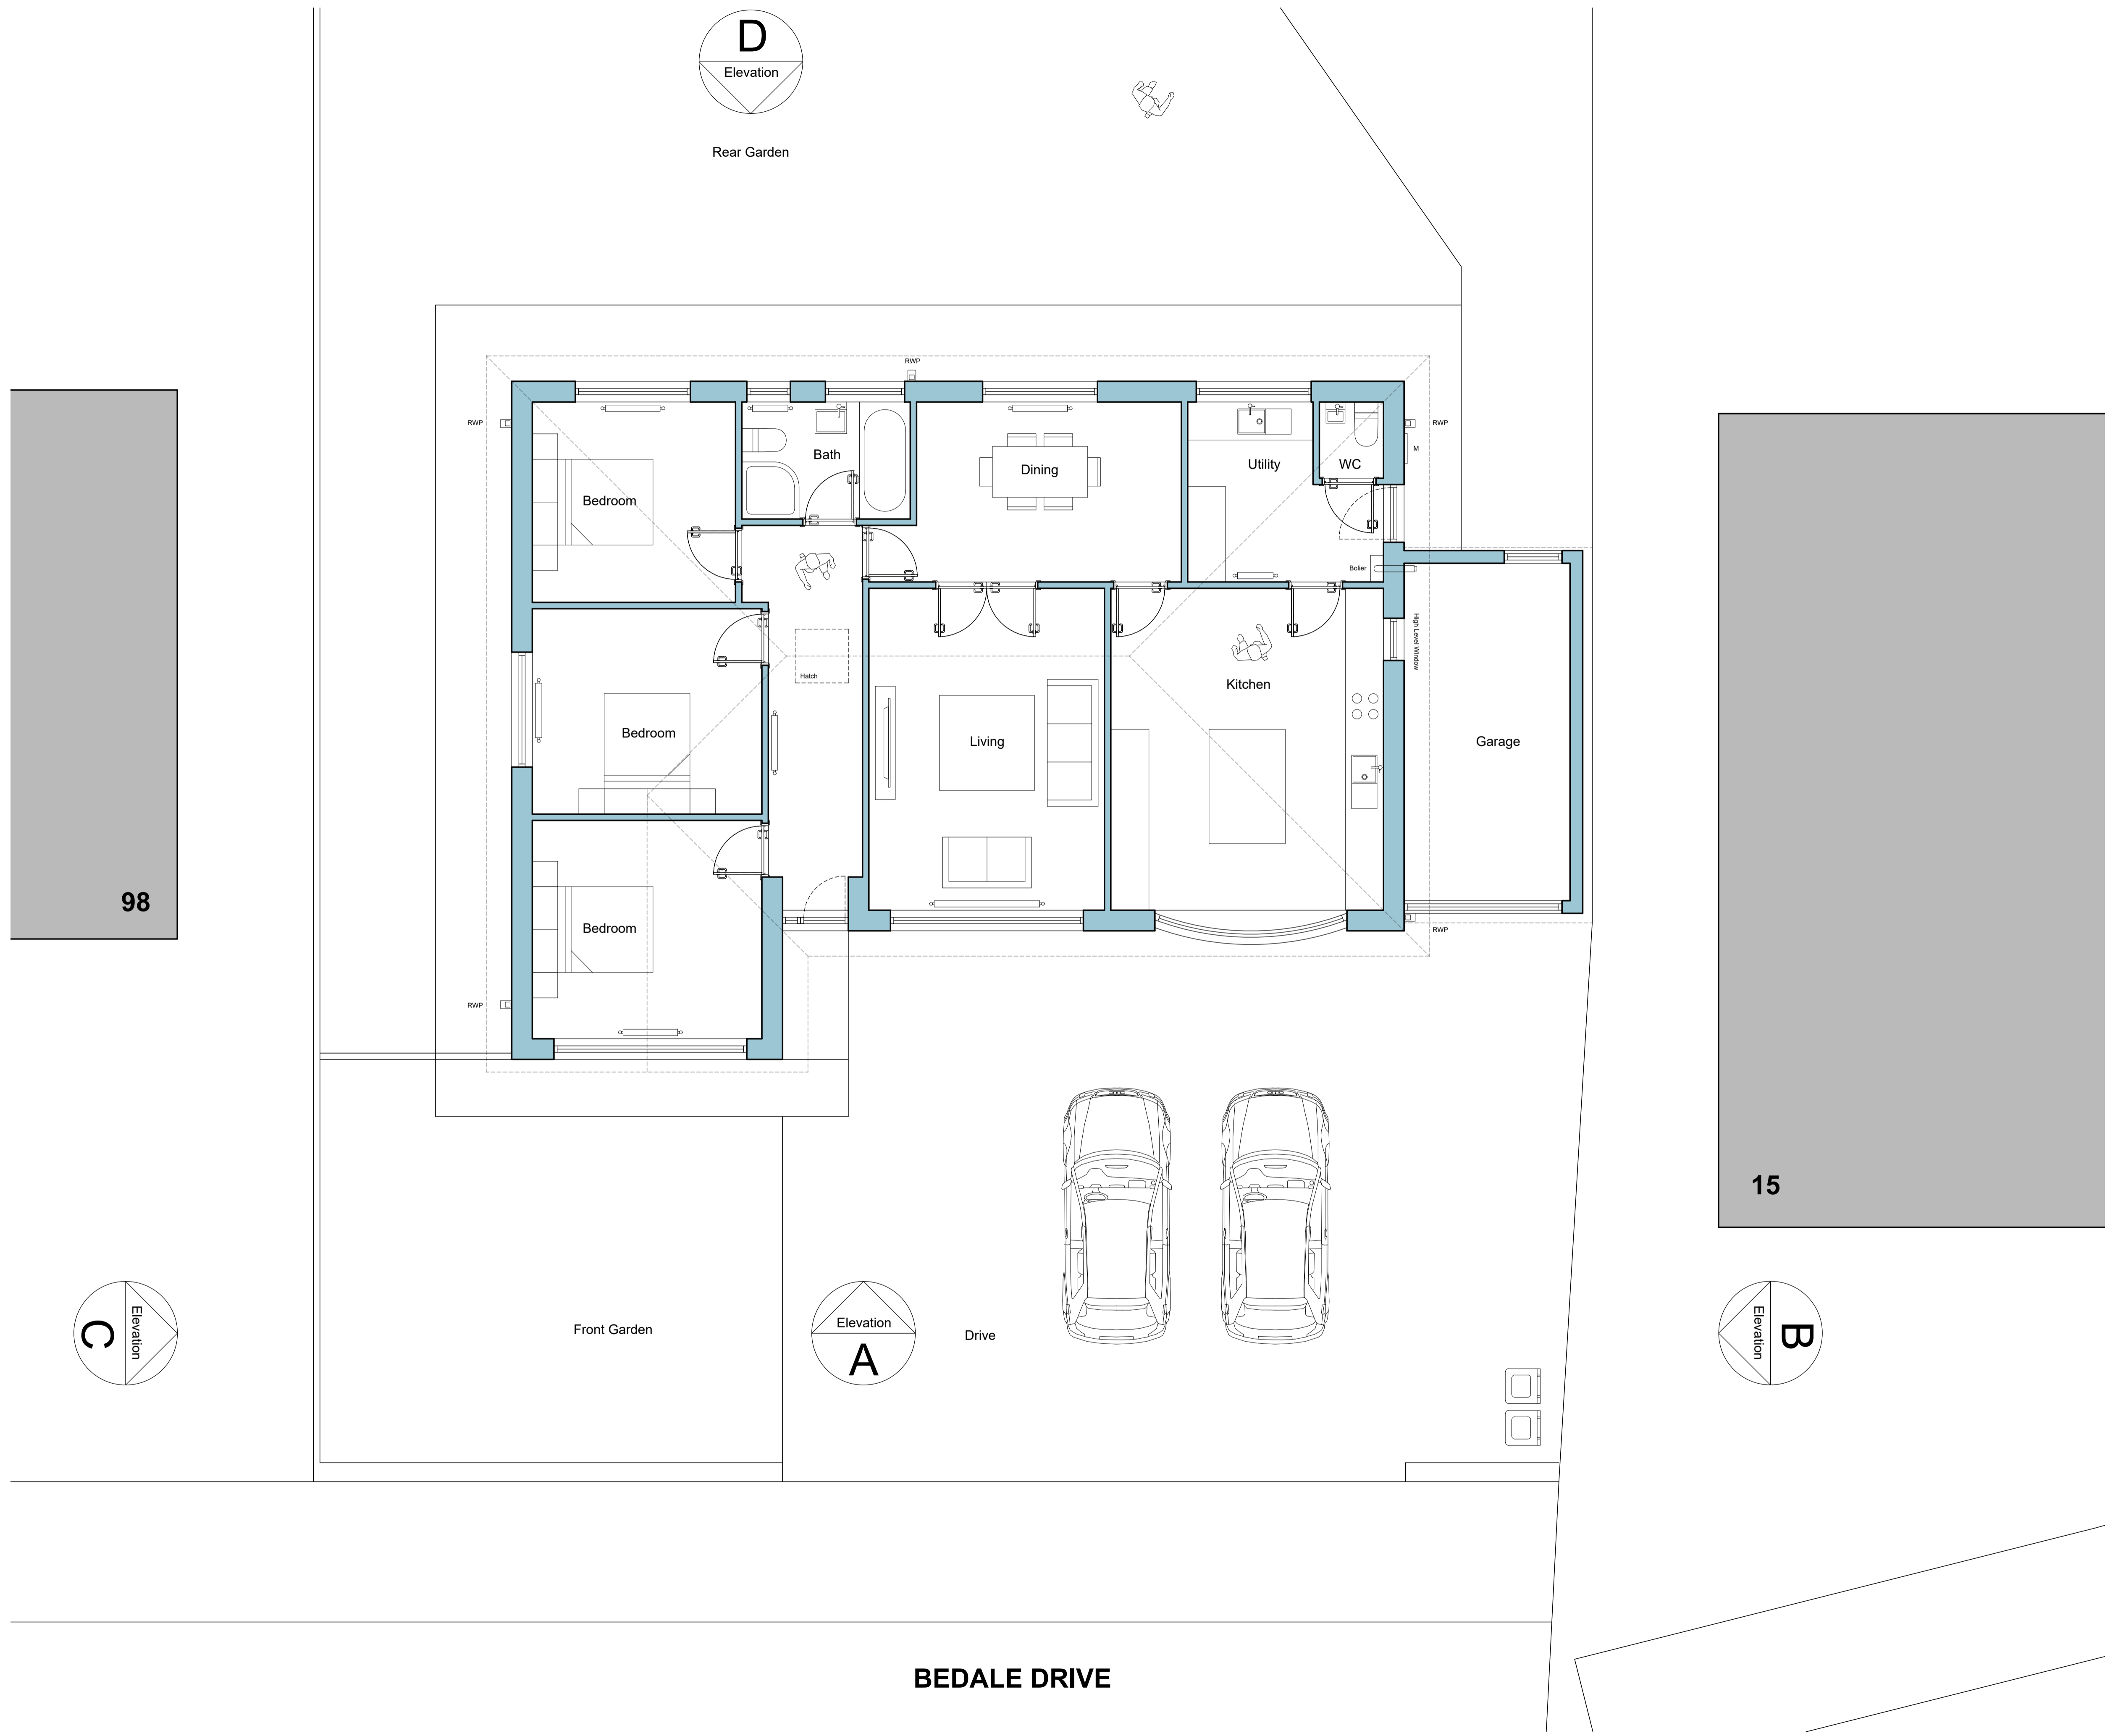 D
Elevation
Rear Garden
RWP
RWP
RWP
M
Bath
Dining
Utility
WC
Bedroom
Bolier
High Level Window
Hatch
Kitchen
Bedroom
Living
Garage
98
Bedroom
RWP
RWP
15
C
Elevation
Front Garden
Elevation
A
Drive
Elevation
B
BEDALE DRIVE